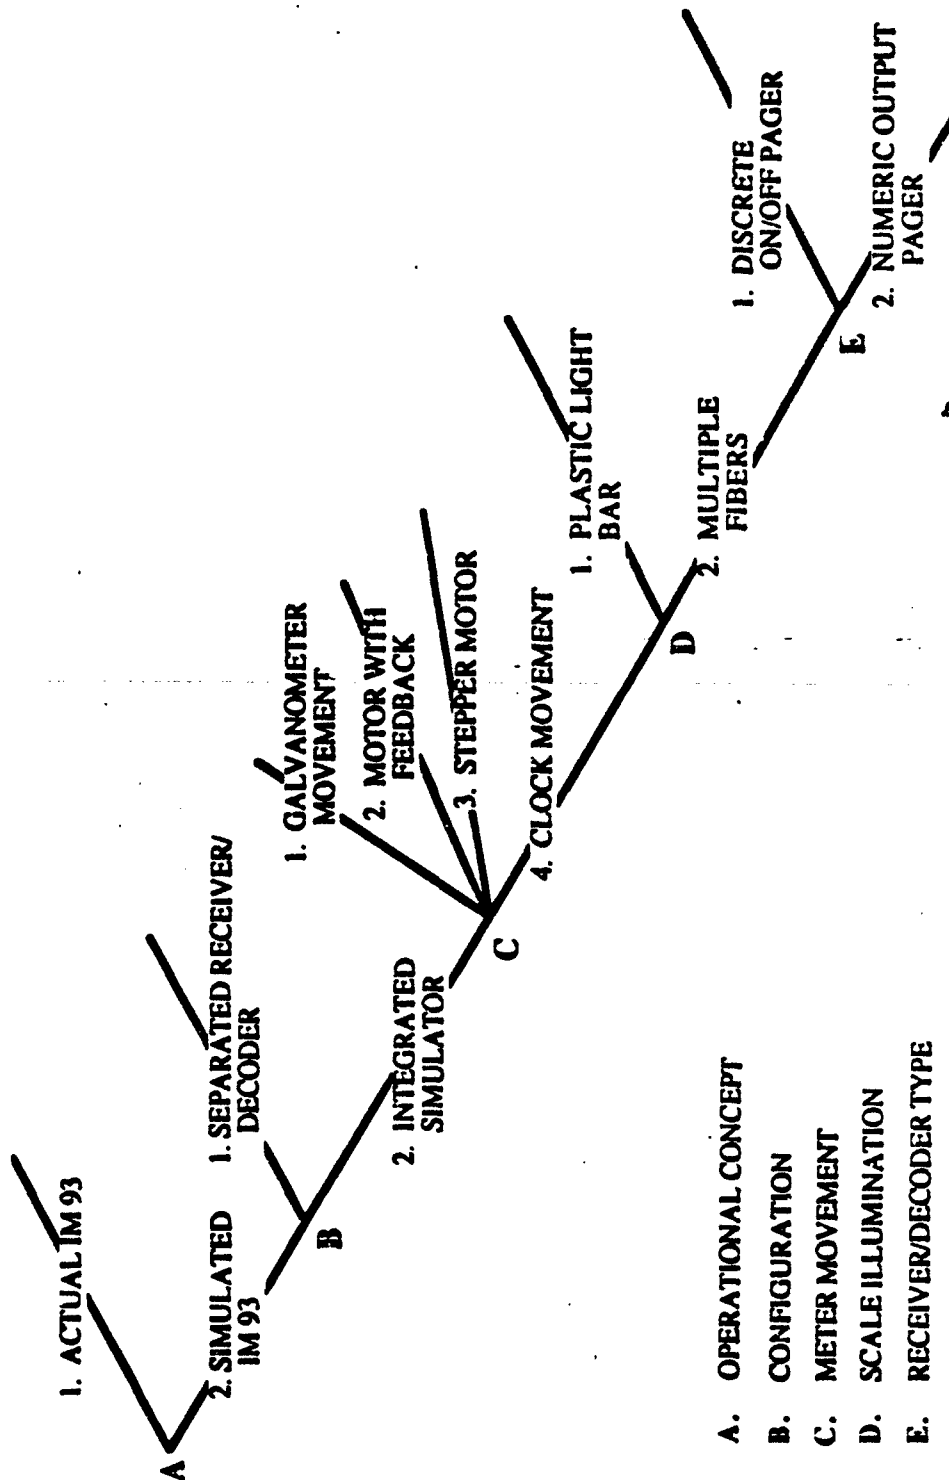 A
1. ACTUAL IM 93
2. SIMULATED
IM 93
B
1. SEPARATED RECEIVER/
DECODER
2. INTEGRATED
SIMULATOR
C
1. GALVANOMETER
MOVEMENT
2. MOTOR WITH
FEEDBACK
3. STEPPER MOTOR
4. CLOCK MOVEMENT
D
1. PLASTIC LIGHT
BAR
2. MULTIPLE
FIBERS
E
1. DISCRETE
ON/OFF PAGER
2. NUMERIC OUTPUT
PAGER
A. OPERATIONAL CONCEPT
B. CONFIGURATION
C. METER MOVEMENT
D. SCALE ILLUMINATION
E. RECEIVER/DECODER TYPE